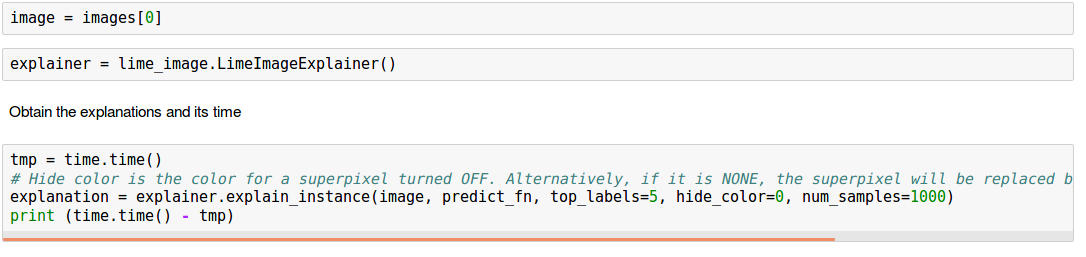 image = images[0]
explainer = lime_image.LimeImageExplainer()
Obtain the explanations and its time
tmp = time.time()
# Hide color is the color for a superpixel turned OFF. Alternatively, if it is NONE, the superpixel will be replaced b
explanation = explainer.explain_instance(image, predict_fn, top_labels=5, hide_color=0, num_samples=1000)
print (time.time() - tmp)